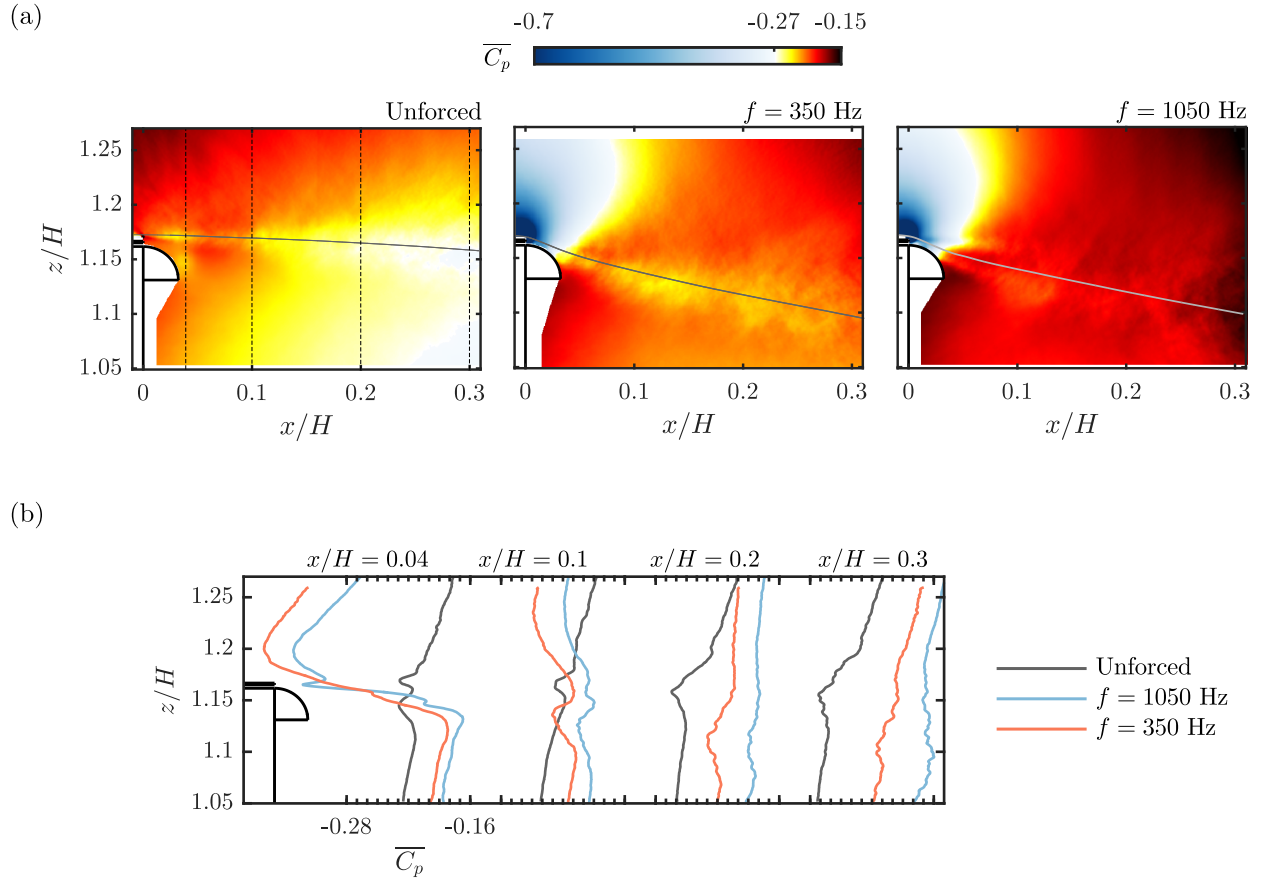 (a)
-0.7 -0.27 -0.15
$\overline{C_p}$
Unforced f = 350 Hz f = 1050 Hz
1.25
1.2
1.15
1.1
1.05
z/H
0 0.1 0.2 0.3 0 0.1 0.2 0.3 0 0.1 0.2 0.3
x/H x/H x/H
(b)
x/H = 0.04 x/H = 0.1 x/H = 0.2 x/H = 0.3
1.25
1.2
1.15
1.1
1.05
z/H
-0.28 -0.16
$\overline{C_p}$
Unforced
f = 1050 Hz
f = 350 Hz